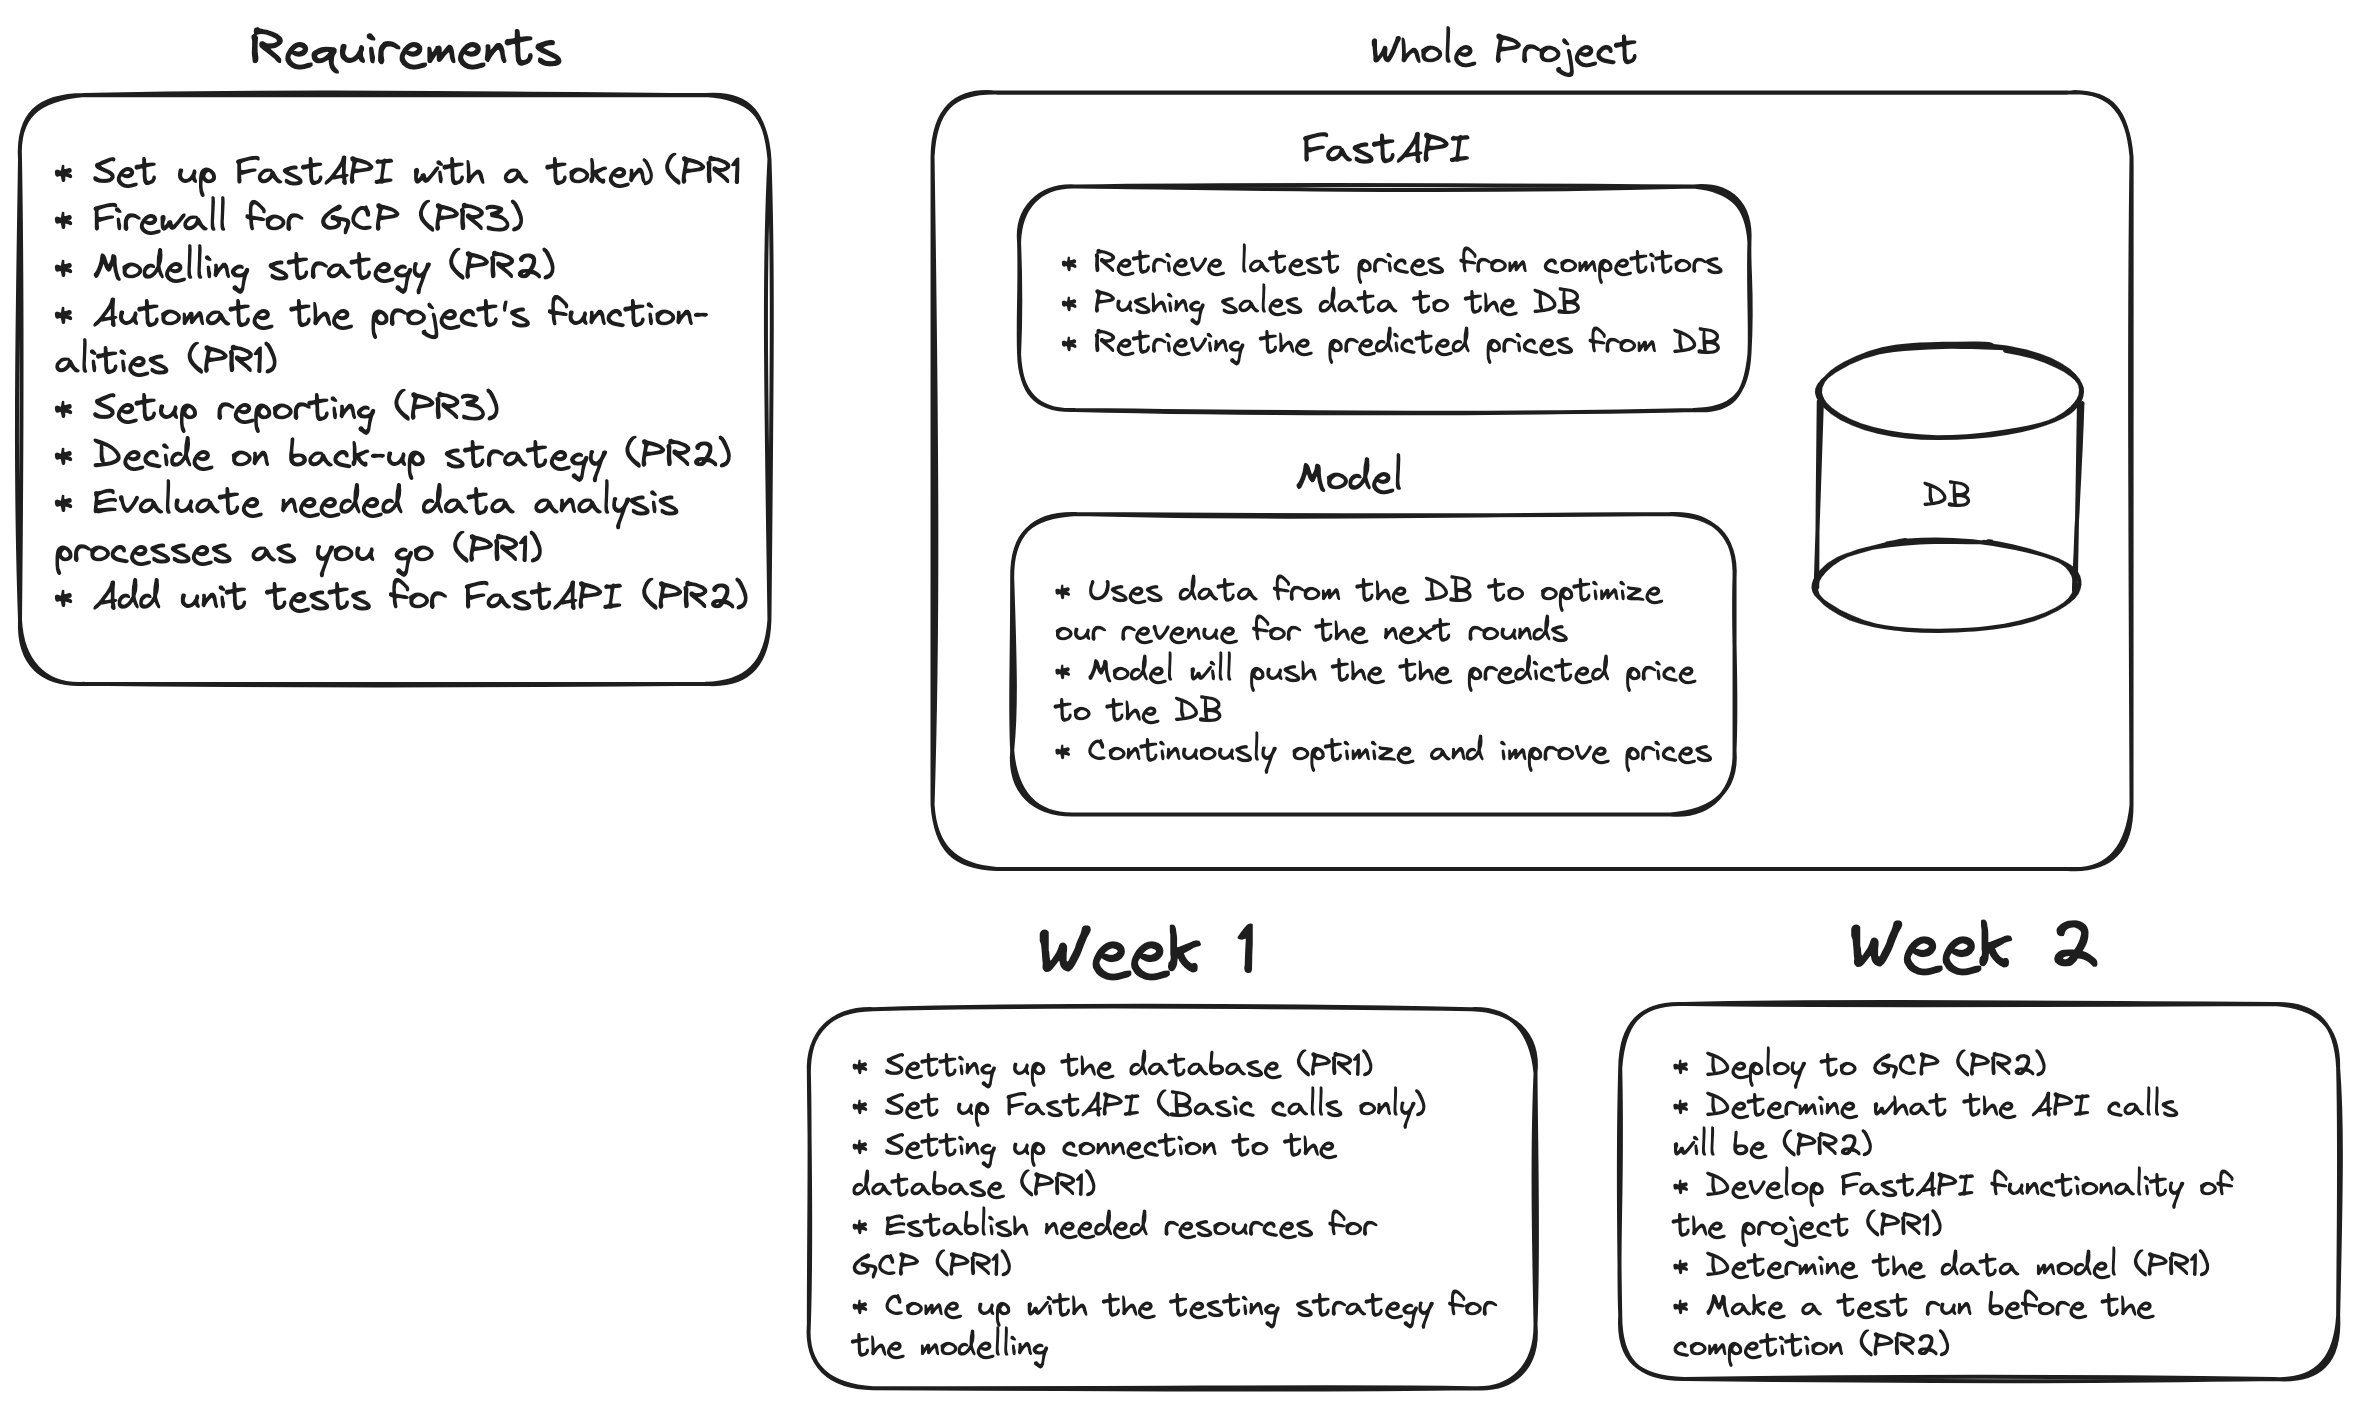 Requirements
* Set up FastAPI with a token) (PR1
* Firewall for GCP (PR3)
* Modelling strategy (PR2)
* Automate the project's function-
alities (PR1)
* Setup reporting (PR3)
* Decide on back-up strategy (PR2)
* Evaluate needed data analysis
processes as you go (PR1)
* Add unit tests for FastAPI (PR2)
Whole Project
FastAPI
* Retrieve latest prices from competitors
* Pushing sales data to the DB
* Retrieving the predicted prices from DB
Model
* Uses data from the DB to optimize
our revenue for the next rounds
* Model will push the the predicted price
to the DB
* Continuously optimize and improve prices
DB
Week 1
* Setting up the database (PR1)
* Set up FastAPI (Basic calls only)
* Setting up connection to the
database (PR1)
* Establish needed resources for
GCP (PR1)
* Come up with the testing strategy for
the modelling
Week 2
* Deploy to GCP (PR2)
* Determine what the API calls
will be (PR2)
* Develop FastAPI functionality of
the project (PR1)
* Determine the data model (PR1)
* Make a test run before the
competition (PR2)